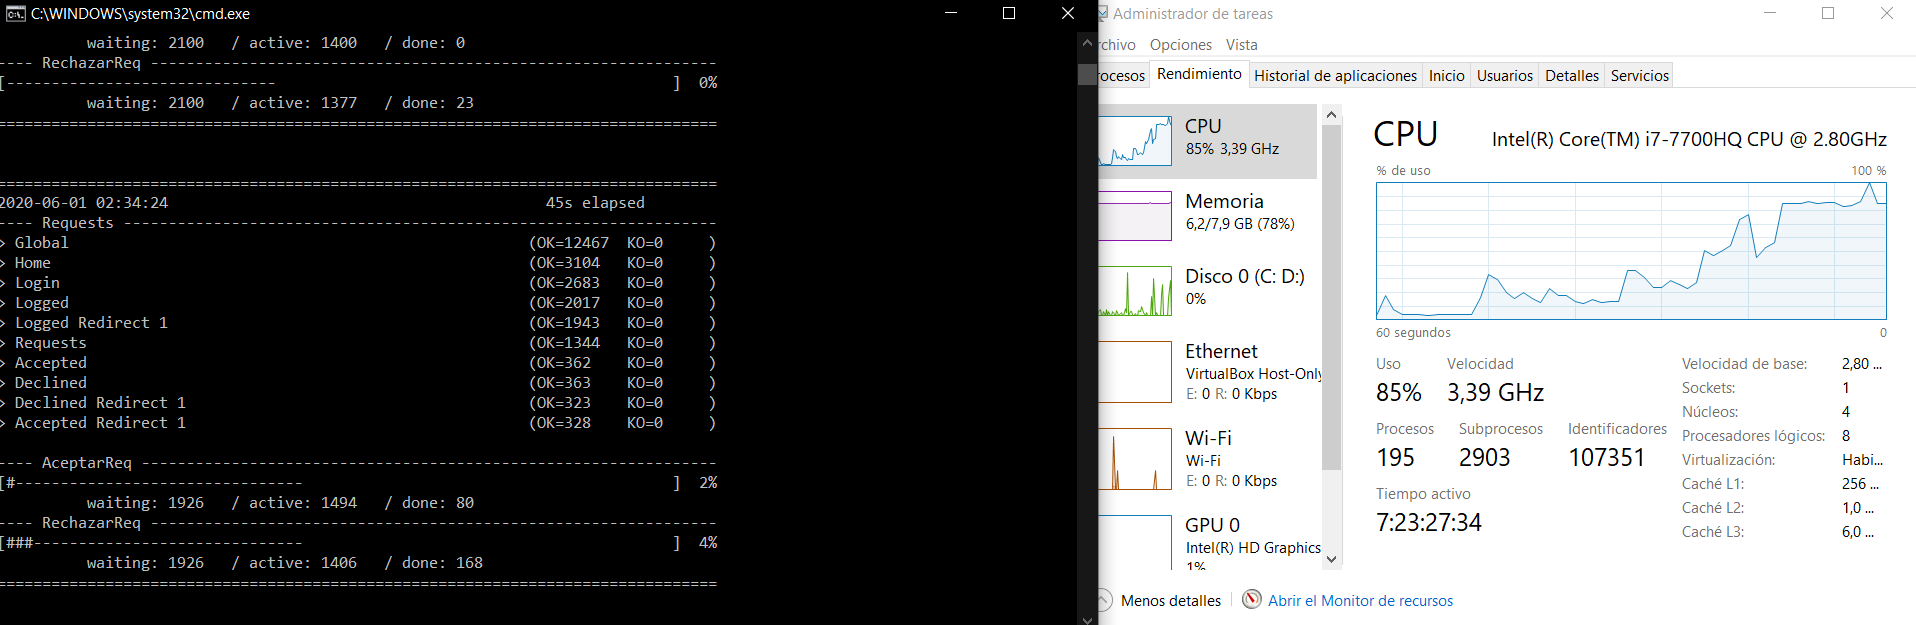 C:\WINDOWS\system32\cmd.exe
waiting: 2100   / active: 1400   / done: 0
---- RechazarReq ---------------------------------------------------------------
[------------------------------                                            ]  0%
waiting: 2100   / active: 1377   / done: 23
================================================================================
================================================================================
2020-06-01 02:34:24                                          45s elapsed
---- Requests ------------------------------------------------------------------
> Global                                                   (OK=12467  KO=0     )
> Home                                                     (OK=3104   KO=0     )
> Login                                                    (OK=2683   KO=0     )
> Logged                                                   (OK=2017   KO=0     )
> Logged Redirect 1                                        (OK=1943   KO=0     )
> Requests                                                 (OK=1344   KO=0     )
> Accepted                                                 (OK=362    KO=0     )
> Declined                                                 (OK=363    KO=0     )
> Declined Redirect 1                                      (OK=323    KO=0     )
> Accepted Redirect 1                                      (OK=328    KO=0     )
---- AceptarReq ----------------------------------------------------------------
[#--------------------------------                                         ]  2%
waiting: 1926   / active: 1494   / done: 80
---- RechazarReq ---------------------------------------------------------------
[###------------------------------                                         ]  4%
waiting: 1926   / active: 1406   / done: 168
================================================================================
Administrador de tareas
rchivo Opciones Vista
rocesos Rendimiento Historial de aplicaciones Inicio Usuarios Detalles Servicios
CPU
85% 3,39 GHz
Memoria
6,2/7,9 GB (78%)
Disco 0 (C: D:)
0%
Ethernet
VirtualBox Host-Only
E: 0 R: 0 Kbps
Wi-Fi
Wi-Fi
E: 0 R: 0 Kbps
GPU 0
Intel(R) HD Graphics
1%
CPU Intel(R) Core(TM) i7-7700HQ CPU @ 2.80GHz
% de uso 100 %
60 segundos 0
Uso Velocidad
85% 3,39 GHz
Procesos Subprocesos Identificadores
195 2903 107351
Tiempo activo
7:23:27:34
Velocidad de base: 2,80 ...
Sockets: 1
Núcleos: 4
Procesadores lógicos: 8
Virtualización: Habi...
Caché L1: 256 ...
Caché L2: 1,0 ...
Caché L3: 6,0 ...
Menos detalles Abrir el Monitor de recursos